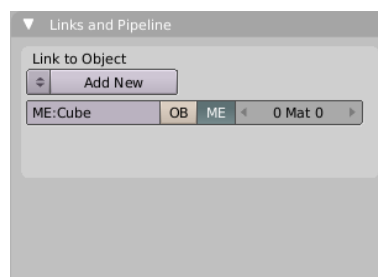 Links and Pipeline
Link to Object
Add New
ME:Cube OB ME 0 Mat 0